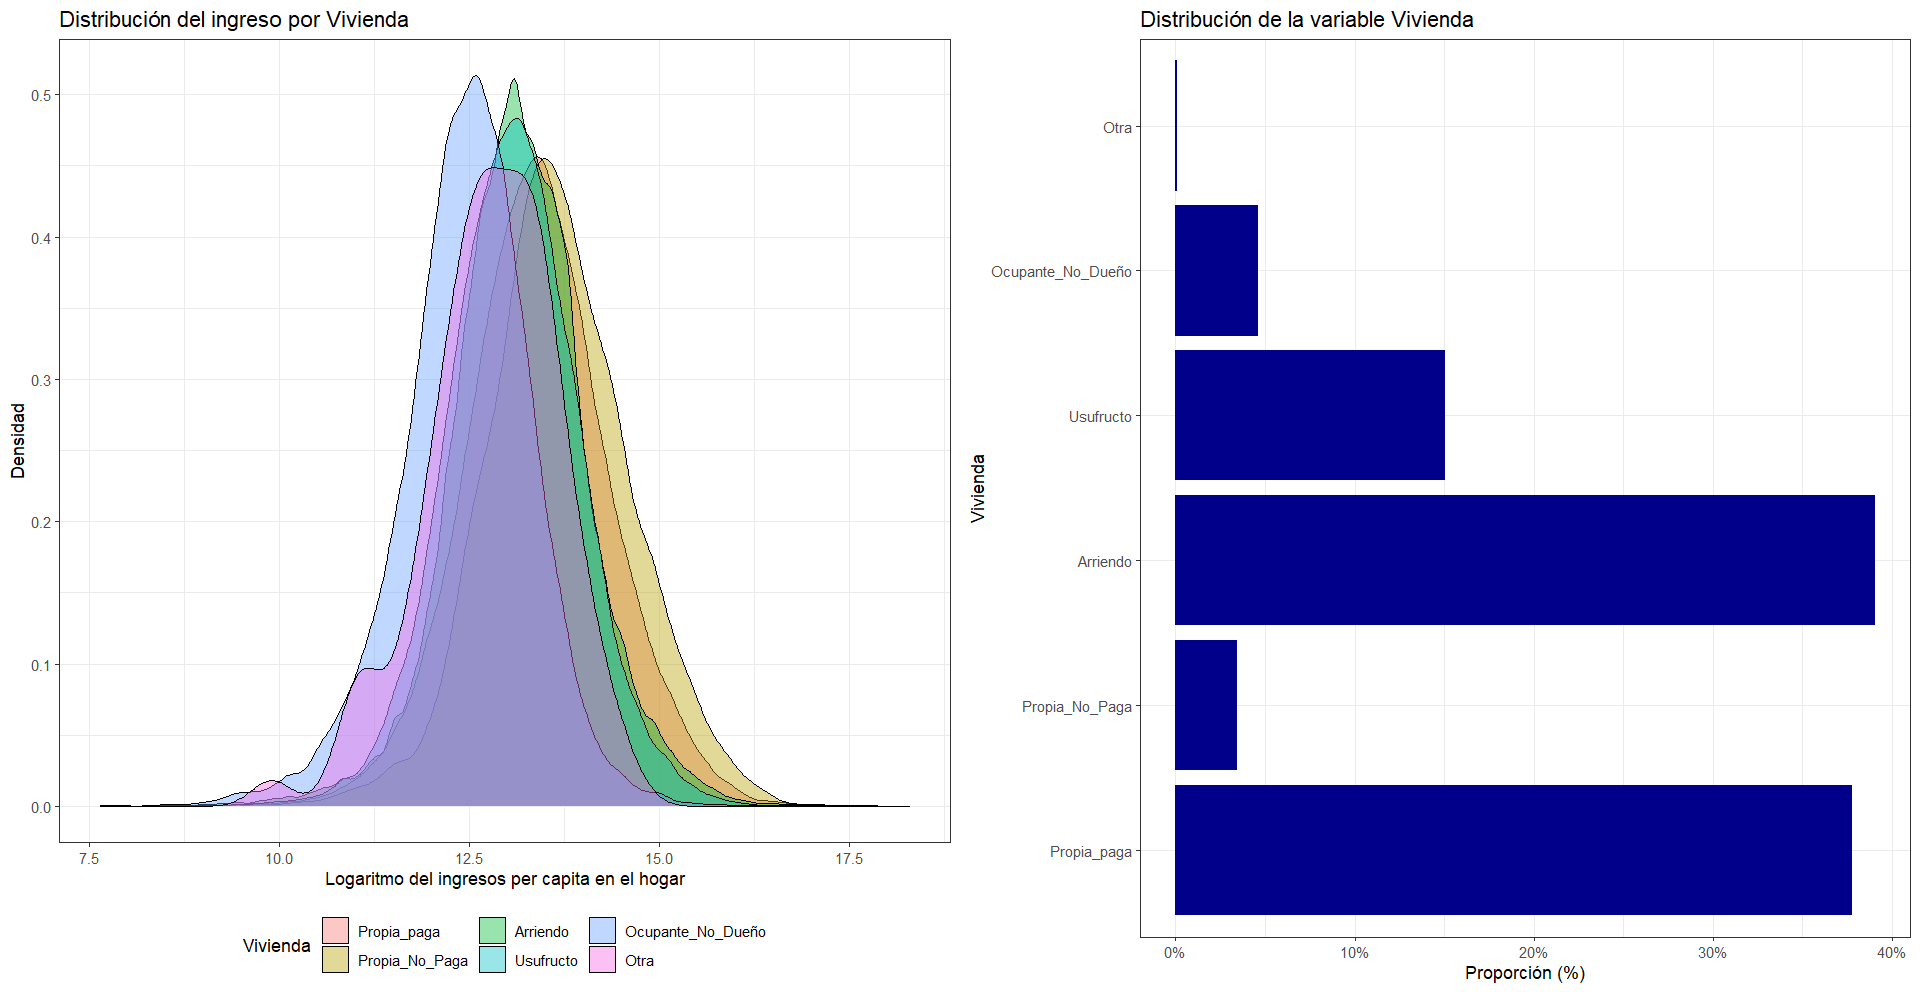 Distribución del ingreso por Vivienda
Densidad
0.5
0.4
0.3
0.2
0.1
0.0
7.5 10.0 12.5 15.0 17.5
Logaritmo del ingresos per capita en el hogar
Vivienda
Propia_paga Arriendo Ocupante_No_Dueño
Propia_No_Paga Usufructo Otra
Distribución de la variable Vivienda
Vivienda
Otra
Ocupante_No_Dueño
Usufructo
Arriendo
Propia_No_Paga
Propia_paga
0% 10% 20% 30% 40%
Proporción (%)